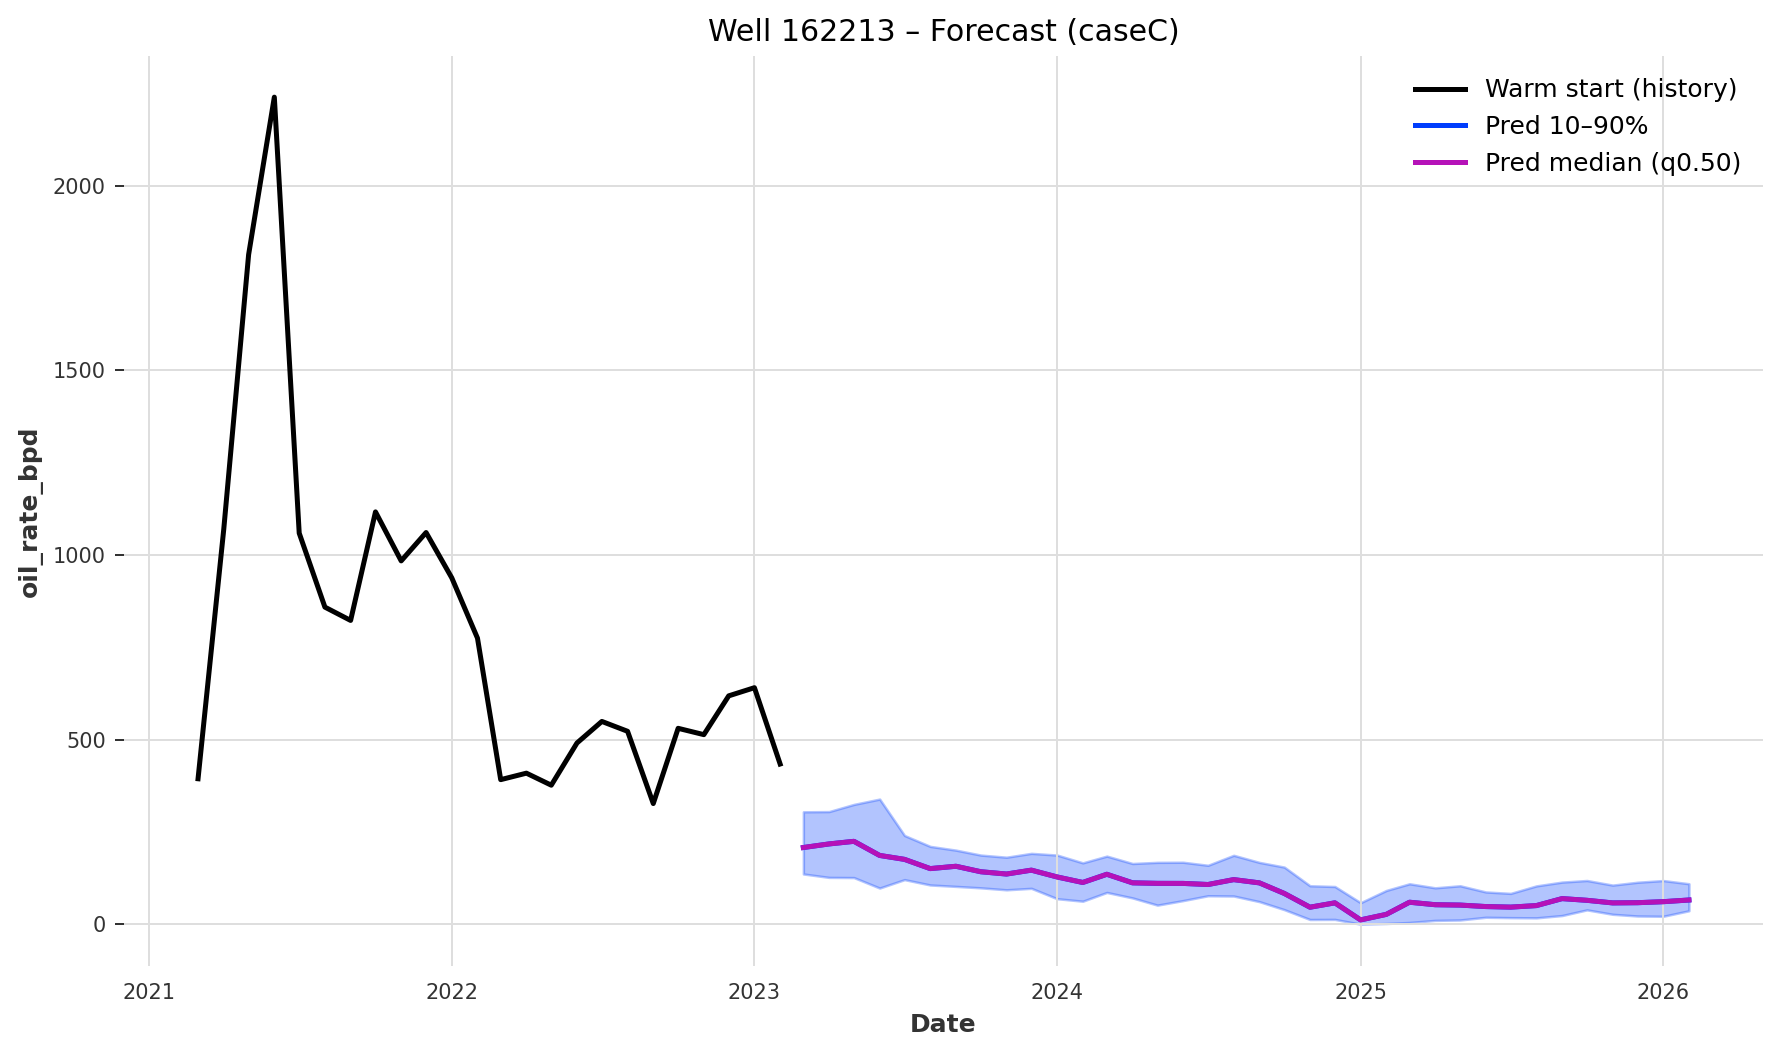 Well 162213 – Forecast (caseC)
Warm start (history)
Pred 10–90%
Pred median (q0.50)
oil_rate_bpd
2000
1500
1000
500
0
2021
2022
2023
2024
2025
2026
Date